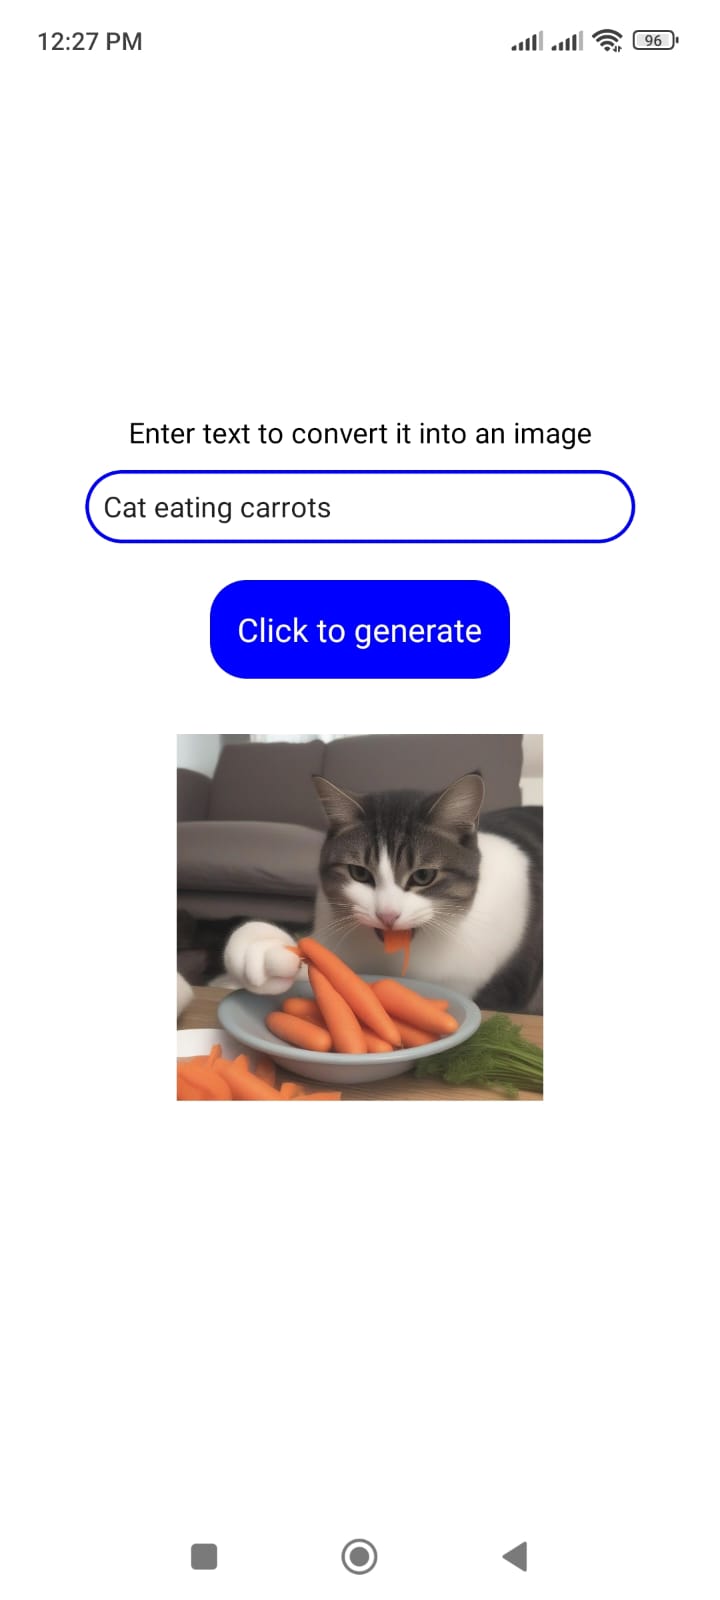 12:27 PM
96
Enter text to convert it into an image
Cat eating carrots
Click to generate